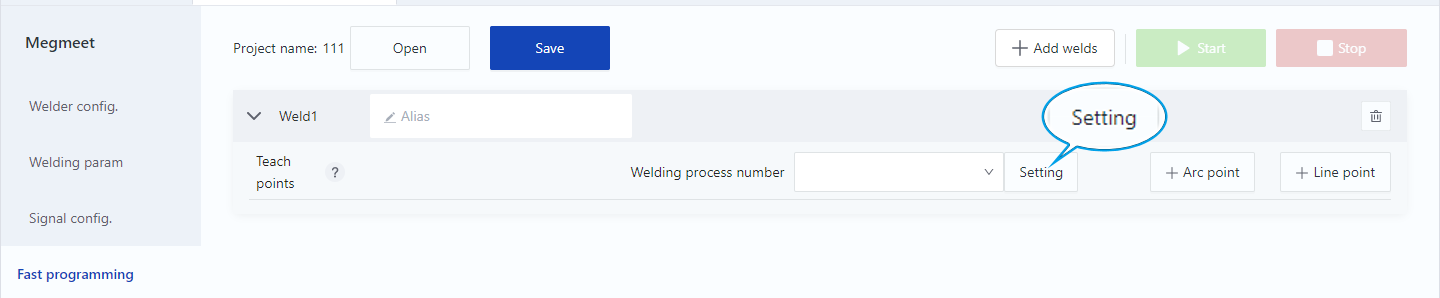 Megmeet
Project name: 111
Open
Save
Add welds
Start
Stop
Welder config.
Weld1
Alias
Setting
Welding param
Teach
points
?
Welding process number
Setting
Arc point
Line point
Signal config.
Fast programming